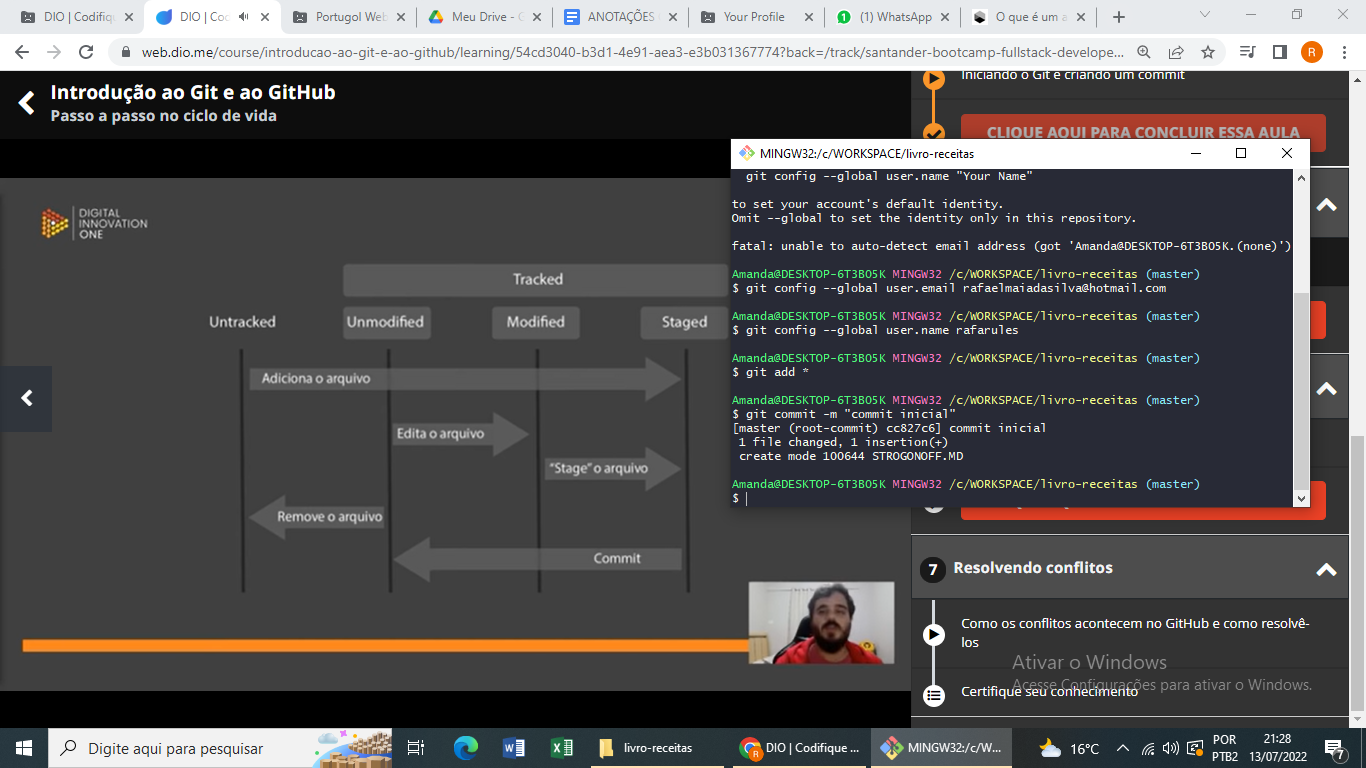 DIO | Codifique
DIO | Co
Portugol Web
Meu Drive - G
ANOTAÇÕES
Your Profile
(1) WhatsApp
O que é um a
web.dio.me/course/introducao-ao-git-e-ao-github/learning/54cd3040-b3d1-4e91-aea3-e3b031367774?back=/track/santander-bootcamp-fullstack-develope...
R
Introdução ao Git e ao GitHub
Passo a passo no ciclo de vida
DIGITAL
INNOVATION
ONE
Tracked
Untracked
Unmodified
Modified
Staged
Adiciona o arquivo
Edita o arquivo
"Stage" o arquivo
Remove o arquivo
Commit
Iniciando o Git e criando um commit
CLIQUE AQUI PARA CONCLUIR ESSA AULA
MINGW32:/c/WORKSPACE/livro-receitas
git config --global user.name "Your Name"
to set your account's default identity.
Omit --global to set the identity only in this repository.
fatal: unable to auto-detect email address (got 'Amanda@DESKTOP-6T3BO5K.(none)')
Amanda@DESKTOP-6T3BO5K MINGW32 /c/WORKSPACE/livro-receitas (master)
$ git config --global user.email rafaelmaiadasilva@hotmail.com
Amanda@DESKTOP-6T3BO5K MINGW32 /c/WORKSPACE/livro-receitas (master)
$ git config --global user.name rafarules
Amanda@DESKTOP-6T3BO5K MINGW32 /c/WORKSPACE/livro-receitas (master)
$ git add *
Amanda@DESKTOP-6T3BO5K MINGW32 /c/WORKSPACE/livro-receitas (master)
$ git commit -m "commit inicial"
[master (root-commit) cc827c6] commit inicial
1 file changed, 1 insertion(+)
create mode 100644 STROGONOFF.MD
Amanda@DESKTOP-6T3BO5K MINGW32 /c/WORKSPACE/livro-receitas (master)
$
7 Resolvendo conflitos
Como os conflitos acontecem no GitHub e como resolvê-
los
Certifique seu conhecimento
Ativar o Windows
Acesse Configurações para ativar o Windows.
Digite aqui para pesquisar
livro-receitas
DIO | Codifique ...
MINGW32:/c/W...
16°C
POR
PTB2
21:28
13/07/2022
7